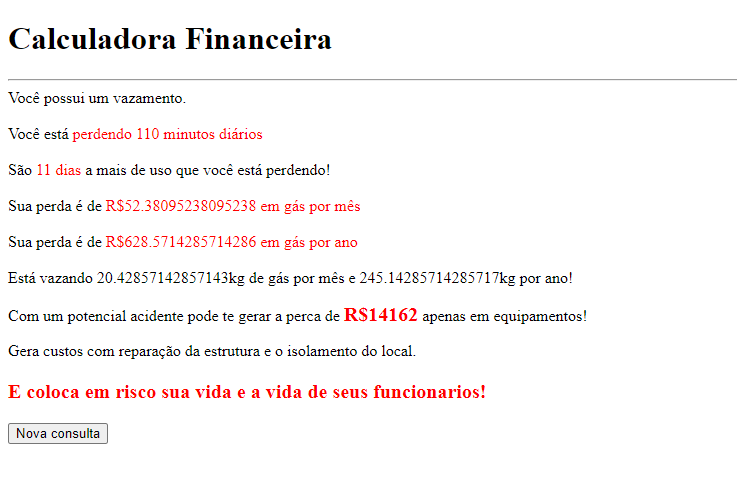 Calculadora Financeira
Você possui um vazamento.
Você está perdendo 110 minutos diários
São 11 dias a mais de uso que você está perdendo!
Sua perda é de R$52.38095238095238 em gás por mês
Sua perda é de R$628.5714285714286 em gás por ano
Está vazando 20.42857142857143kg de gás por mês e 245.14285714285717kg por ano!
Com um potencial acidente pode te gerar a perca de R$14162 apenas em equipamentos!
Gera custos com reparação da estrutura e o isolamento do local.
E coloca em risco sua vida e a vida de seus funcionarios!
Nova consulta